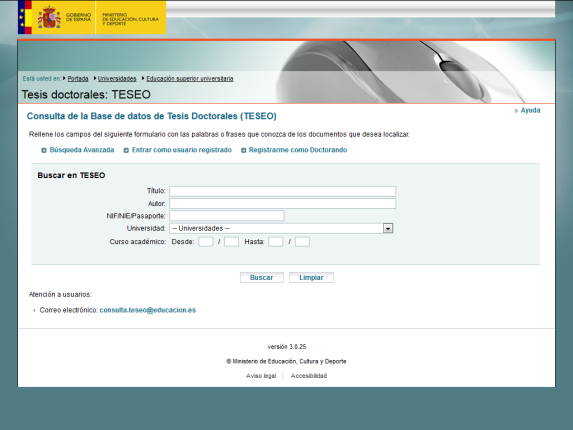 GOBIERNO DE ESPAÑA
MINISTERIO DE EDUCACIÓN, CULTURA Y DEPORTE
Está usted en: Portada Universidades Educación superior universitaria
Tesis doctorales: TESEO
Ayuda
Consulta de la Base de datos de Tesis Doctorales (TESEO)
Rellene los campos del siguiente formulario con las palabras o frases que conozca de los documentos que desea localizar.
Búsqueda Avanzada Entrar como usuario registrado Registrarme como Doctorando
Buscar en TESEO
Título:
Autor:
NIF/NIE/Pasaporte:
Universidad: -- Universidades --
Curso académico: Desde: / Hasta: /
Buscar Limpiar
Atención a usuarios:
Correo electrónico: consulta.teseo@educacion.es
versión 3.0.25
© Ministerio de Educación, Cultura y Deporte
Aviso legal Accesibilidad